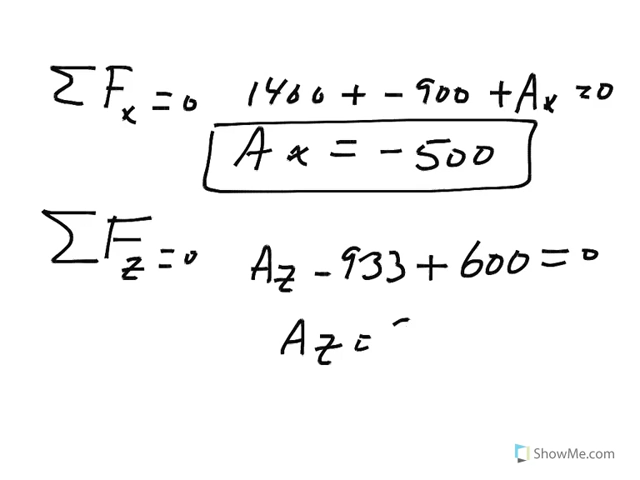 ΣFx = 0 1400 + - 900 + Ax = 0
Ax = - 500
ΣFz = 0 Az - 933 + 600 = 0
Az =
ShowMe.com